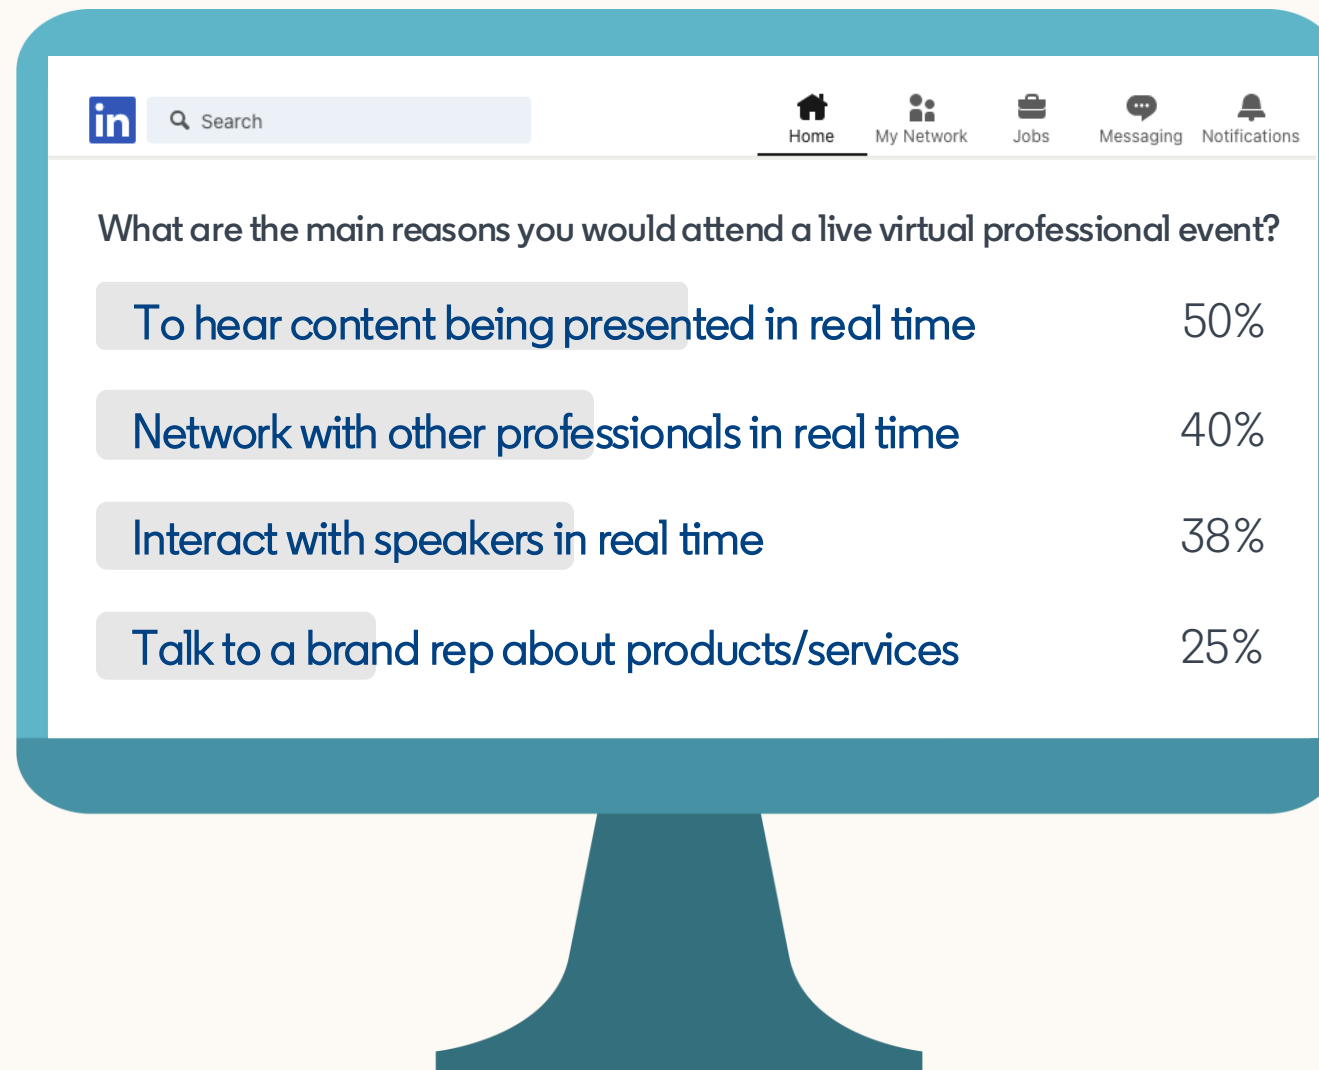 in Search
Home My Network Jobs Messaging Notifications
What are the main reasons you would attend a live virtual professional event?
To hear content being presented in real time 50%
Network with other professionals in real time 40%
Interact with speakers in real time 38%
Talk to a brand rep about products/services 25%